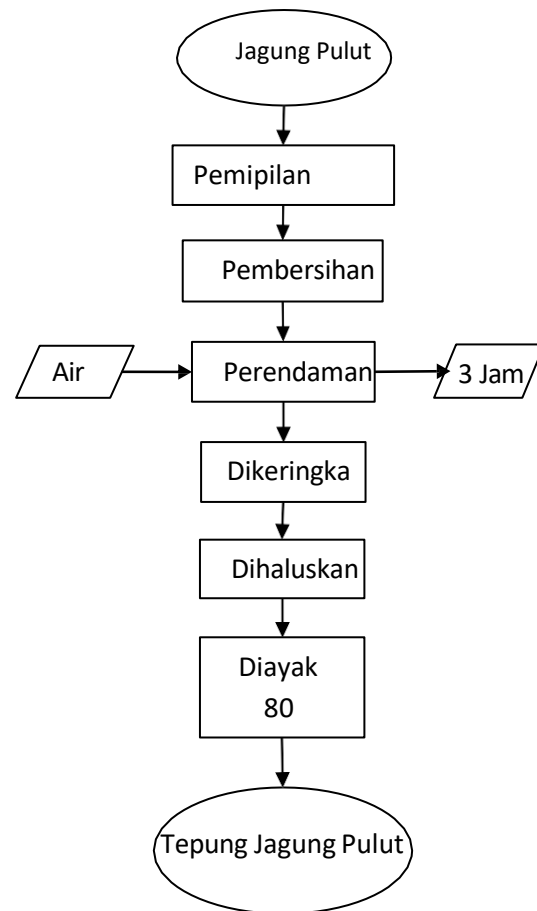 Jagung Pulut
Pemipilan
Pembersihan
Air
Perendaman
3 Jam
Dikeringka
Dihaluskan
Diayak
80
Tepung Jagung Pulut